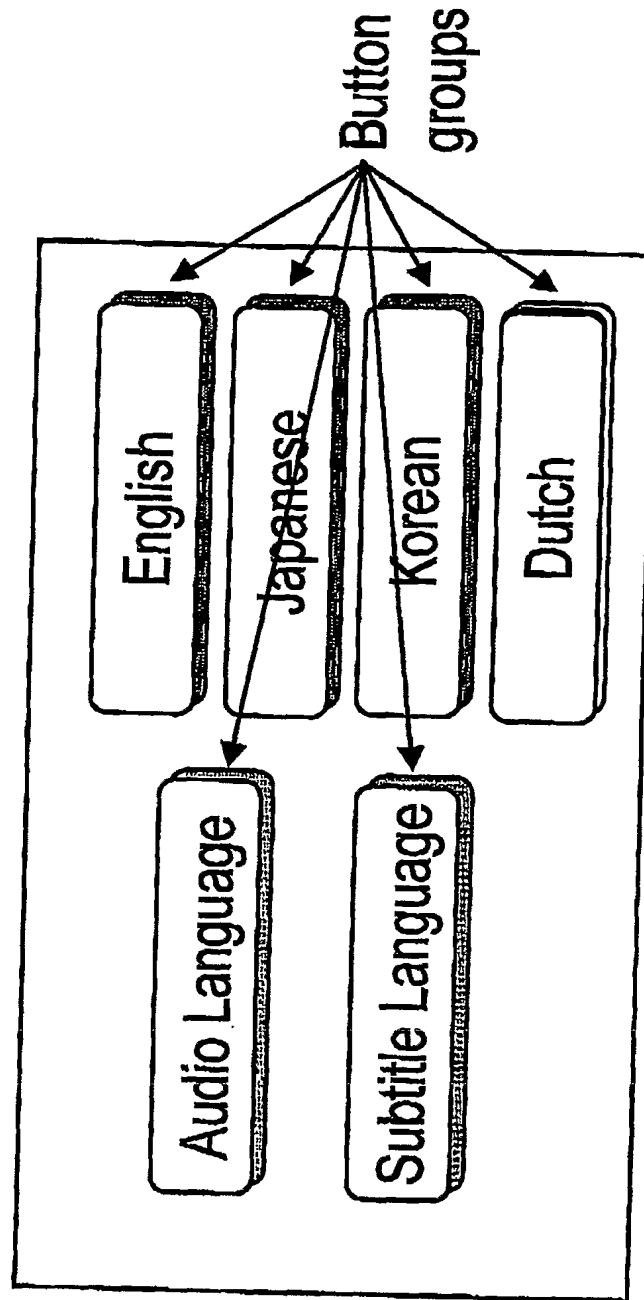 Audio Language
Subtitle Language
English
Japanese
Korean
Dutch
Button
groups